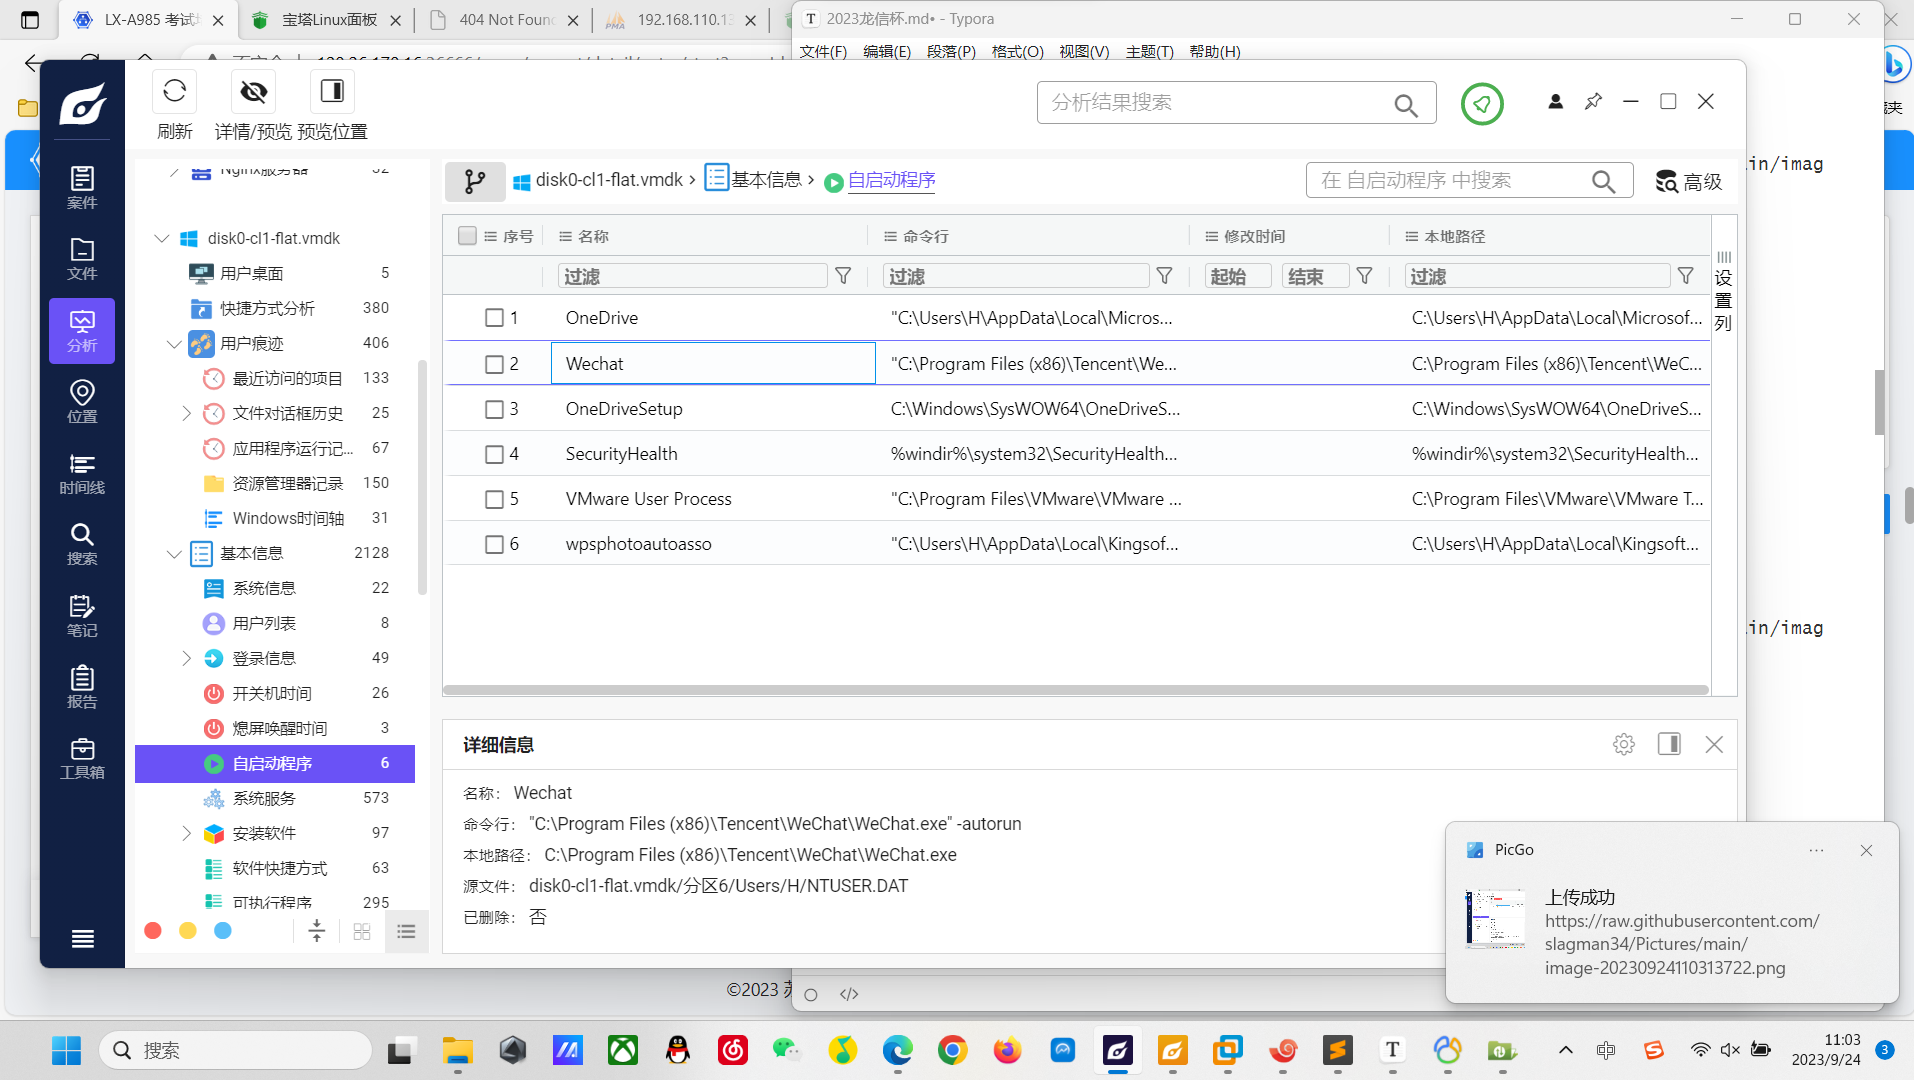 LX-A985 考试
宝塔Linux面板
404 Not Foun
192.168.110.13
2023龙信杯.md• - Typora
文件(F) 编辑(E) 段落(P) 格式(O) 视图(V) 主题(T) 帮助(H)
刷新
详情/预览
预览位置
分析结果搜索
案件
文件
分析
位置
时间线
搜索
笔记
报告
工具箱
Nginx服务器 32
disk0-cl1-flat.vmdk
用户桌面 5
快捷方式分析 380
用户痕迹 406
最近访问的项目 133
文件对话框历史 25
应用程序运行记... 67
资源管理器记录 150
Windows时间轴 31
基本信息 2128
系统信息 22
用户列表 8
登录信息 49
开关机时间 26
熄屏唤醒时间 3
自启动程序 6
系统服务 573
安装软件 97
软件快捷方式 63
可执行程序 295
disk0-cl1-flat.vmdk › 基本信息 › 自启动程序
在 自启动程序 中搜索
高级
序号 名称 命令行 修改时间 本地路径
过滤 过滤 起始 结束 过滤
设置列
1 OneDrive "C:\Users\H\AppData\Local\Micros... C:\Users\H\AppData\Local\Microsof...
2 Wechat "C:\Program Files (x86)\Tencent\We... C:\Program Files (x86)\Tencent\WeC...
3 OneDriveSetup C:\Windows\SysWOW64\OneDriveS... C:\Windows\SysWOW64\OneDriveS...
4 SecurityHealth %windir%\system32\SecurityHealth... %windir%\system32\SecurityHealth...
5 VMware User Process "C:\Program Files\VMware\VMware ... C:\Program Files\VMware\VMware T...
6 wpsphotoautoasso "C:\Users\H\AppData\Local\Kingsof... C:\Users\H\AppData\Local\Kingsoft...
详细信息
名称: Wechat
命令行: "C:\Program Files (x86)\Tencent\WeChat\WeChat.exe" -autorun
本地路径: C:\Program Files (x86)\Tencent\WeChat\WeChat.exe
源文件: disk0-cl1-flat.vmdk/分区6/Users/H/NTUSER.DAT
已删除: 否
in/imag
in/imag
PicGo
上传成功
https://raw.githubusercontent.com/
slagman34/Pictures/main/
image-20230924110313722.png
©2023 苏
搜索
中
11:03
2023/9/24
3